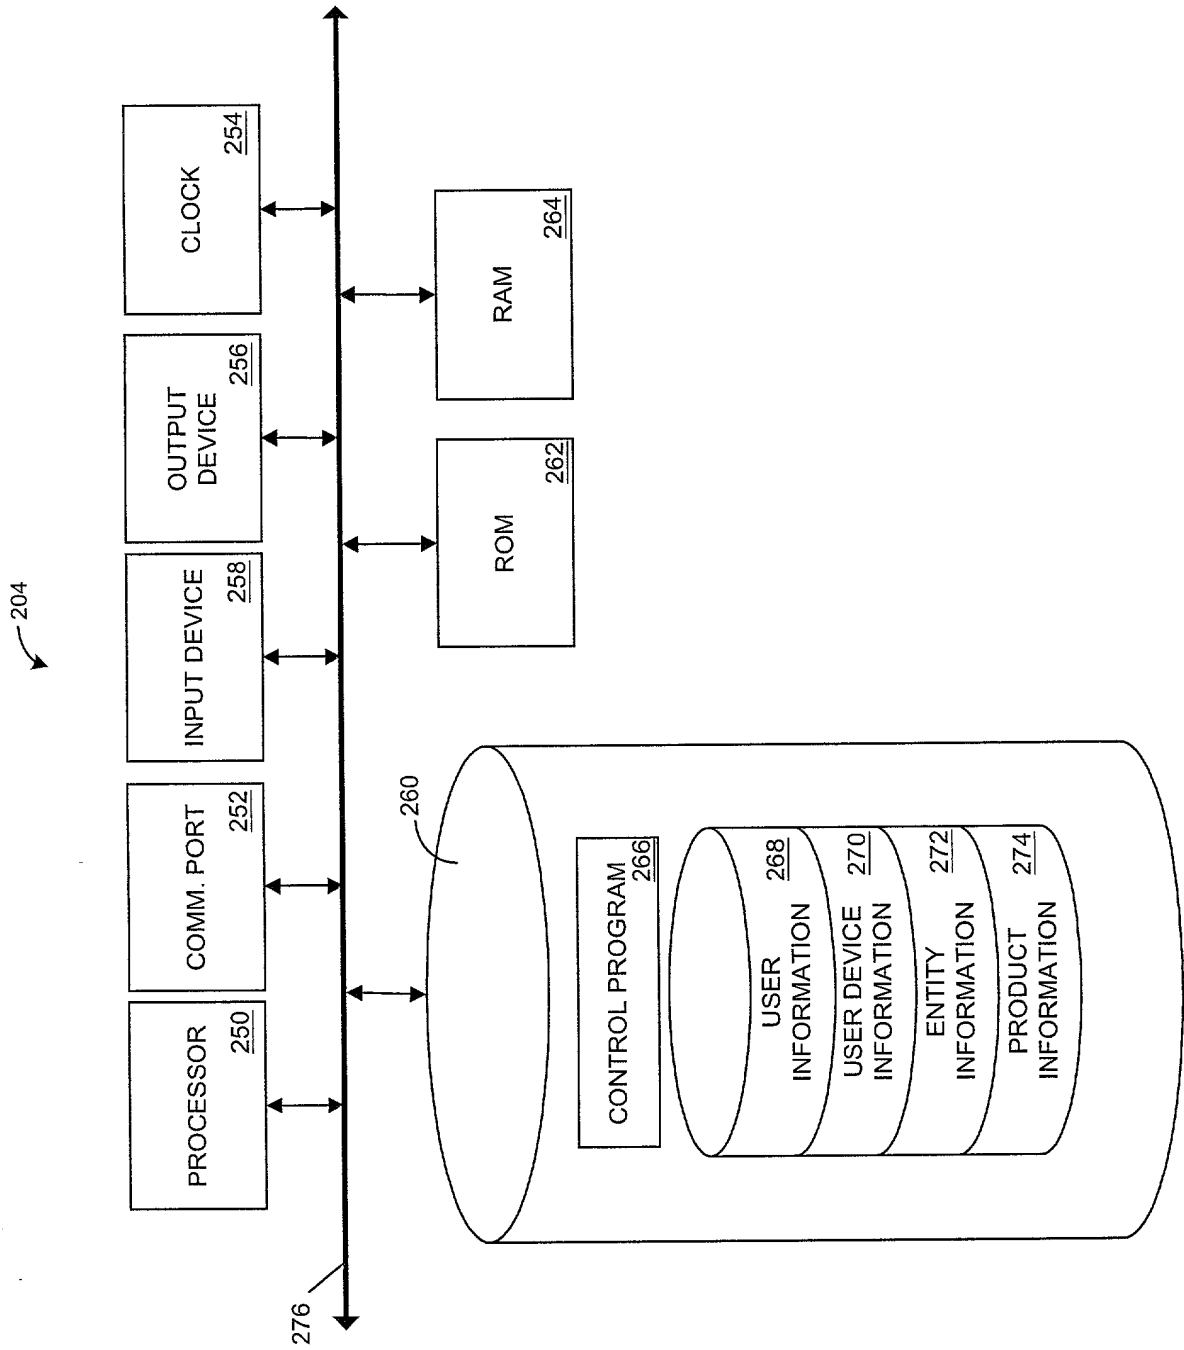 204
PROCESSOR
250
COMM. PORT
252
INPUT DEVICE
258
OUTPUT
DEVICE
256
CLOCK
254
276
260
ROM
262
RAM
264
CONTROL PROGRAM
266
USER
INFORMATION
268
USER DEVICE
INFORMATION
270
ENTITY
INFORMATION
272
PRODUCT
INFORMATION
274